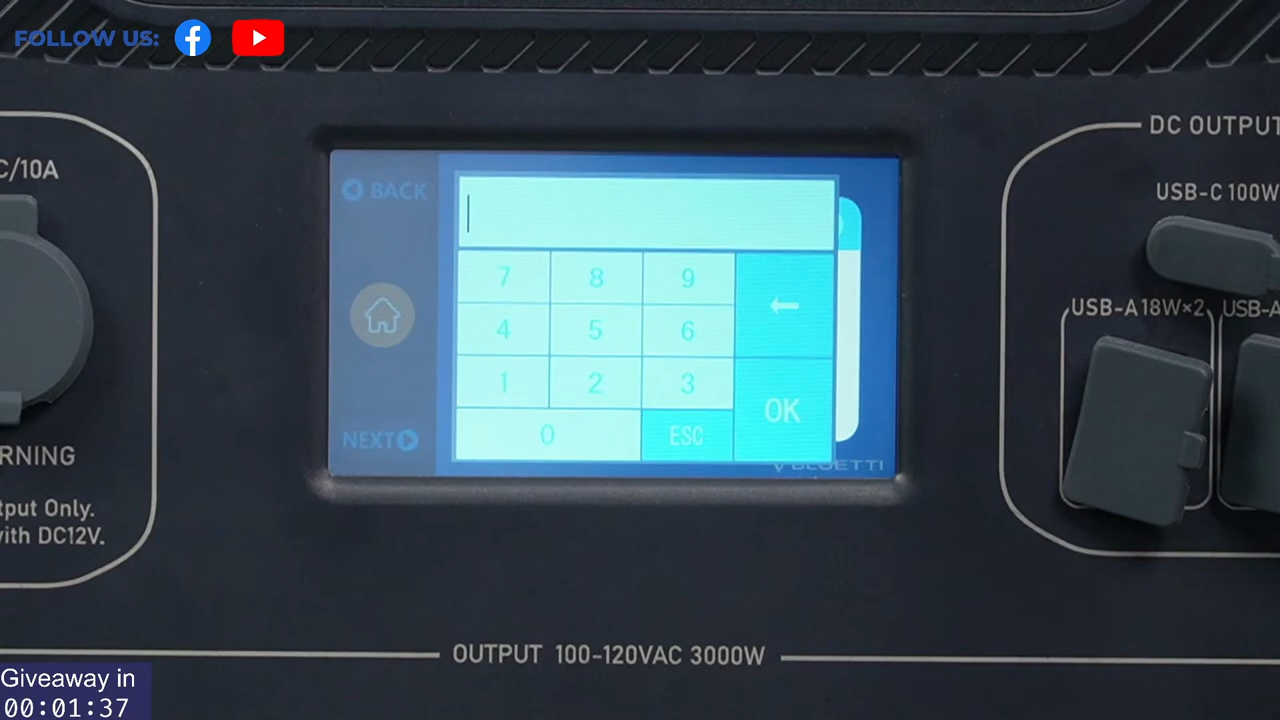 FOLLOW US:
C/10A
RNING
tput Only.
with DC12V.
BACK
7 8 9
4 5 6
1 2 3
OK
0 ESC
NEXT
BLUETTI
DC OUTPUT
USB-C 100W
USB-A 18W×2
USB-A
OUTPUT 100-120VAC 3000W
Giveaway in
00:01:37